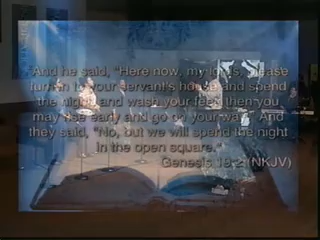 "And he said, "Here now, my lords, please
turn in to your servant's house and spend
the night, and wash your feet; then you
may rise early and go on your way." And
they said, "No, but we will spend the night
in the open square."
Genesis 19:2 (NKJV)